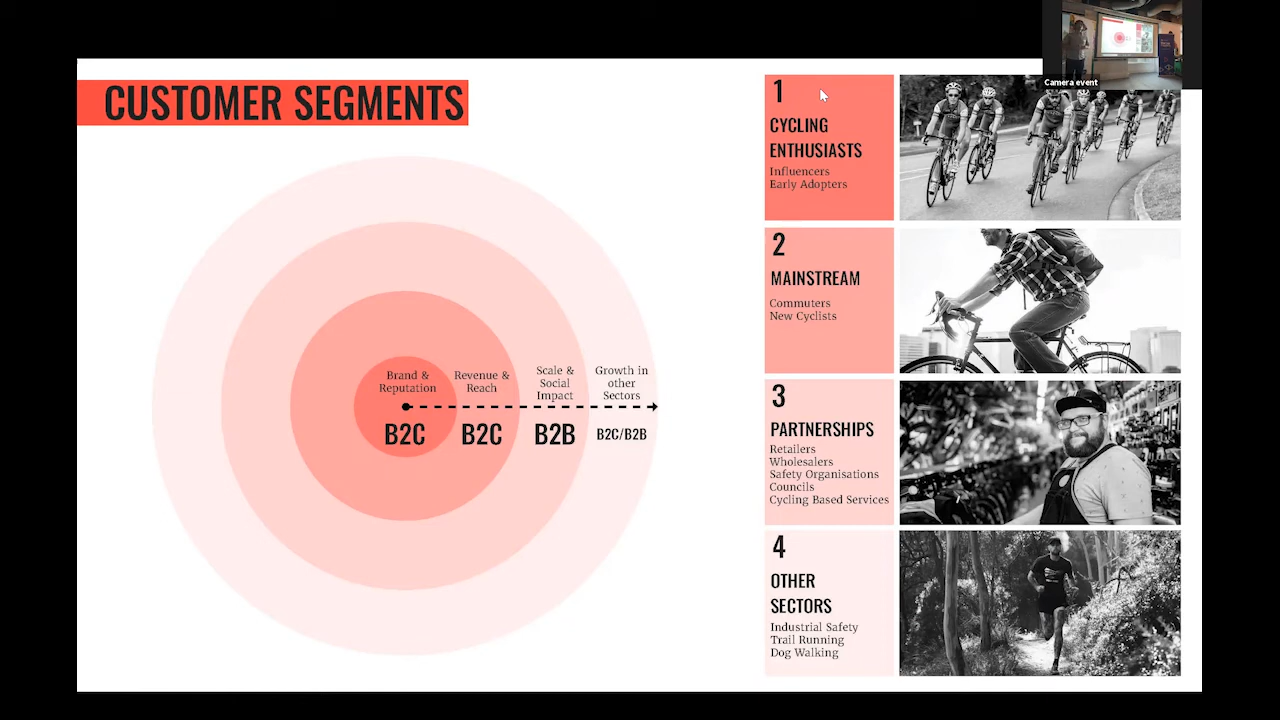 CUSTOMER SEGMENTS
Brand &
Reputation
B2C
Revenue &
Reach
B2C
Scale &
Social
Impact
B2B
Growth in
other
Sectors
B2C/B2B
1
CYCLING
ENTHUSIASTS
Influencers
Early Adopters
2
MAINSTREAM
Commuters
New Cyclists
3
PARTNERSHIPS
Retailers
Wholesalers
Safety Organisations
Councils
Cycling Based Services
4
OTHER
SECTORS
Industrial Safety
Trail Running
Dog Walking
Camera event